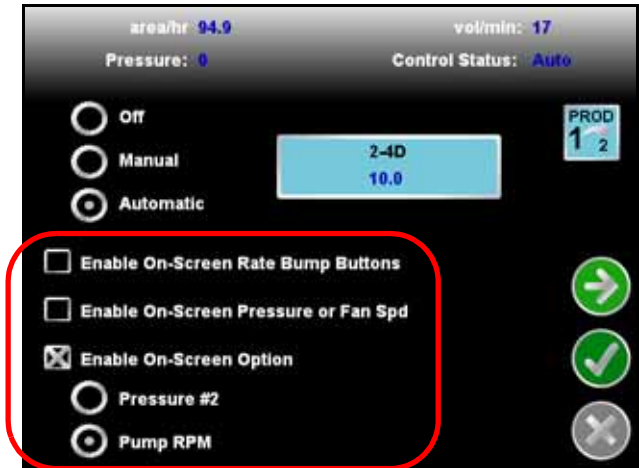 area/hr 94.9 vol/min: 17
Pressure: 0 Control Status: Auto
Off
Manual
Automatic
2-4D
10.0
PROD
1 2
Enable On-Screen Rate Bump Buttons
Enable On-Screen Pressure or Fan Spd
Enable On-Screen Option
Pressure #2
Pump RPM